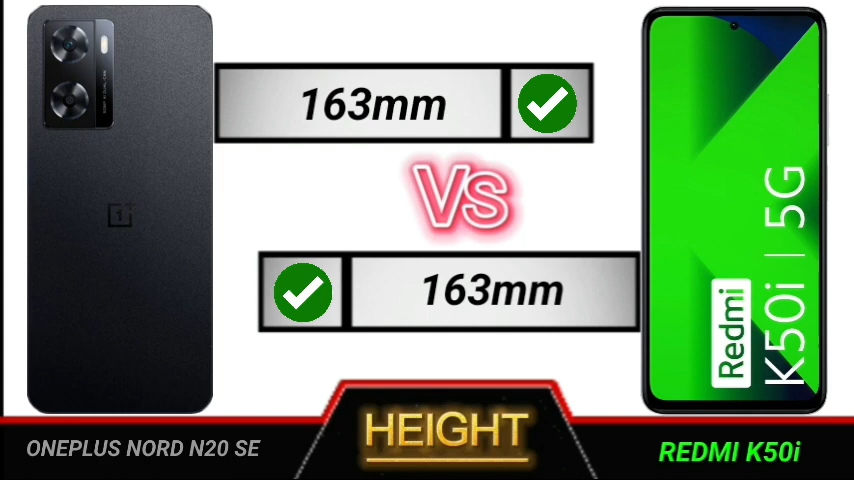 163mm
VS
163mm
Redmi
K50i | 5G
HEIGHT
ONEPLUS NORD N20 SE
REDMI K50i